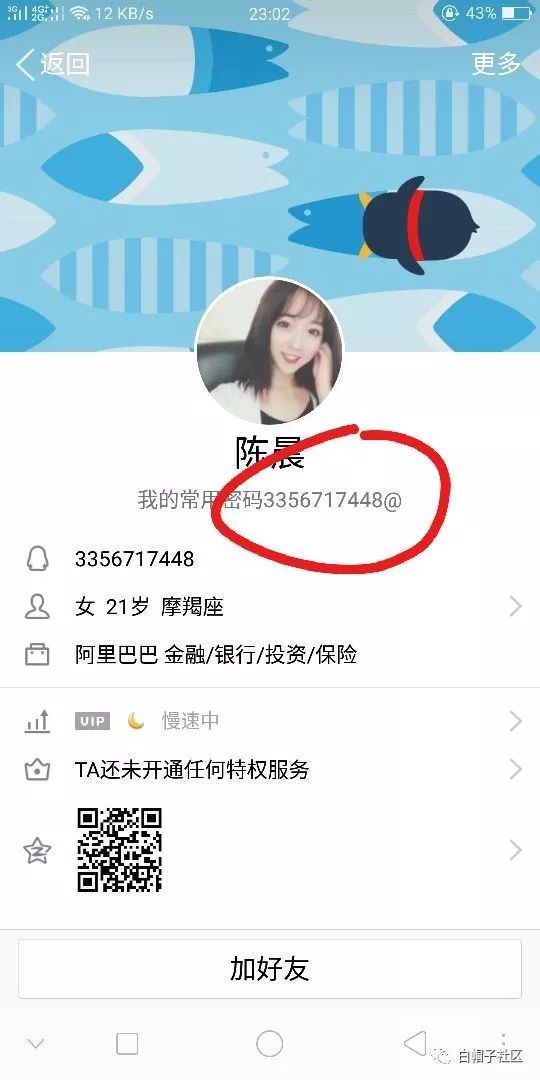 3G 4G+ 2G 12 KB/s 23:02 43%
返回 更多
陈晨
我的常用密码3356717448@
3356717448
女 21岁 摩羯座
阿里巴巴 金融/银行/投资/保险
VIP 慢速中
TA还未开通任何特权服务
加好友
白帽子社区